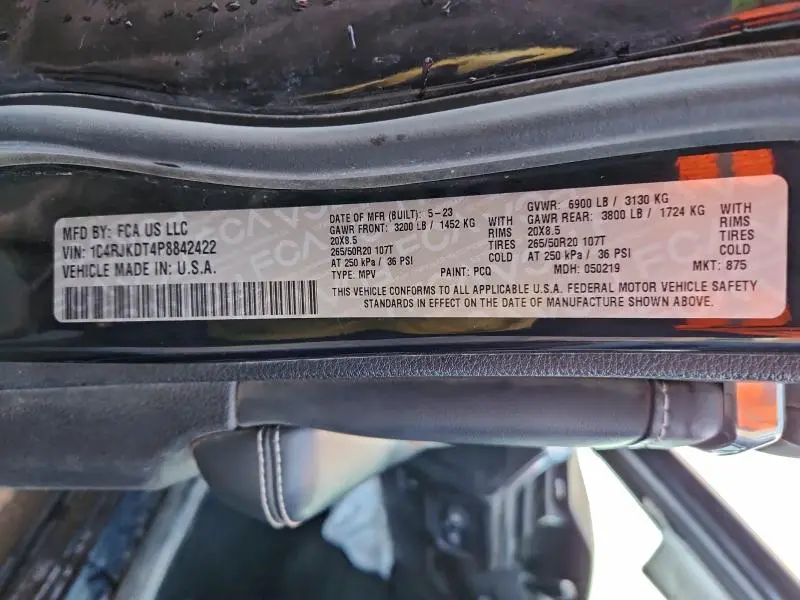 MFD BY: FCA US LLC
VIN: 1C4RJKDT4P8842422
VEHICLE MADE IN: U.S.A.
DATE OF MFR (BUILT): 5-23
GAWR FRONT: 3200 LB / 1452 KG WITH
20X8.5 RIMS
265/50R20 107T
AT 250 kPa / 36 PSI COLD
TYPE: MPV PAINT: PCQ
GVWR: 6900 LB / 3130 KG
GAWR REAR: 3800 LB / 1724 KG WITH
20X8.5 RIMS
265/50R20 107T
AT 250 kPa / 36 PSI COLD
MDH: 050219 MKT: 875
THIS VEHICLE CONFORMS TO ALL APPLICABLE U.S.A. FEDERAL MOTOR VEHICLE SAFETY
STANDARDS IN EFFECT ON THE DATE OF MANUFACTURE SHOWN ABOVE.